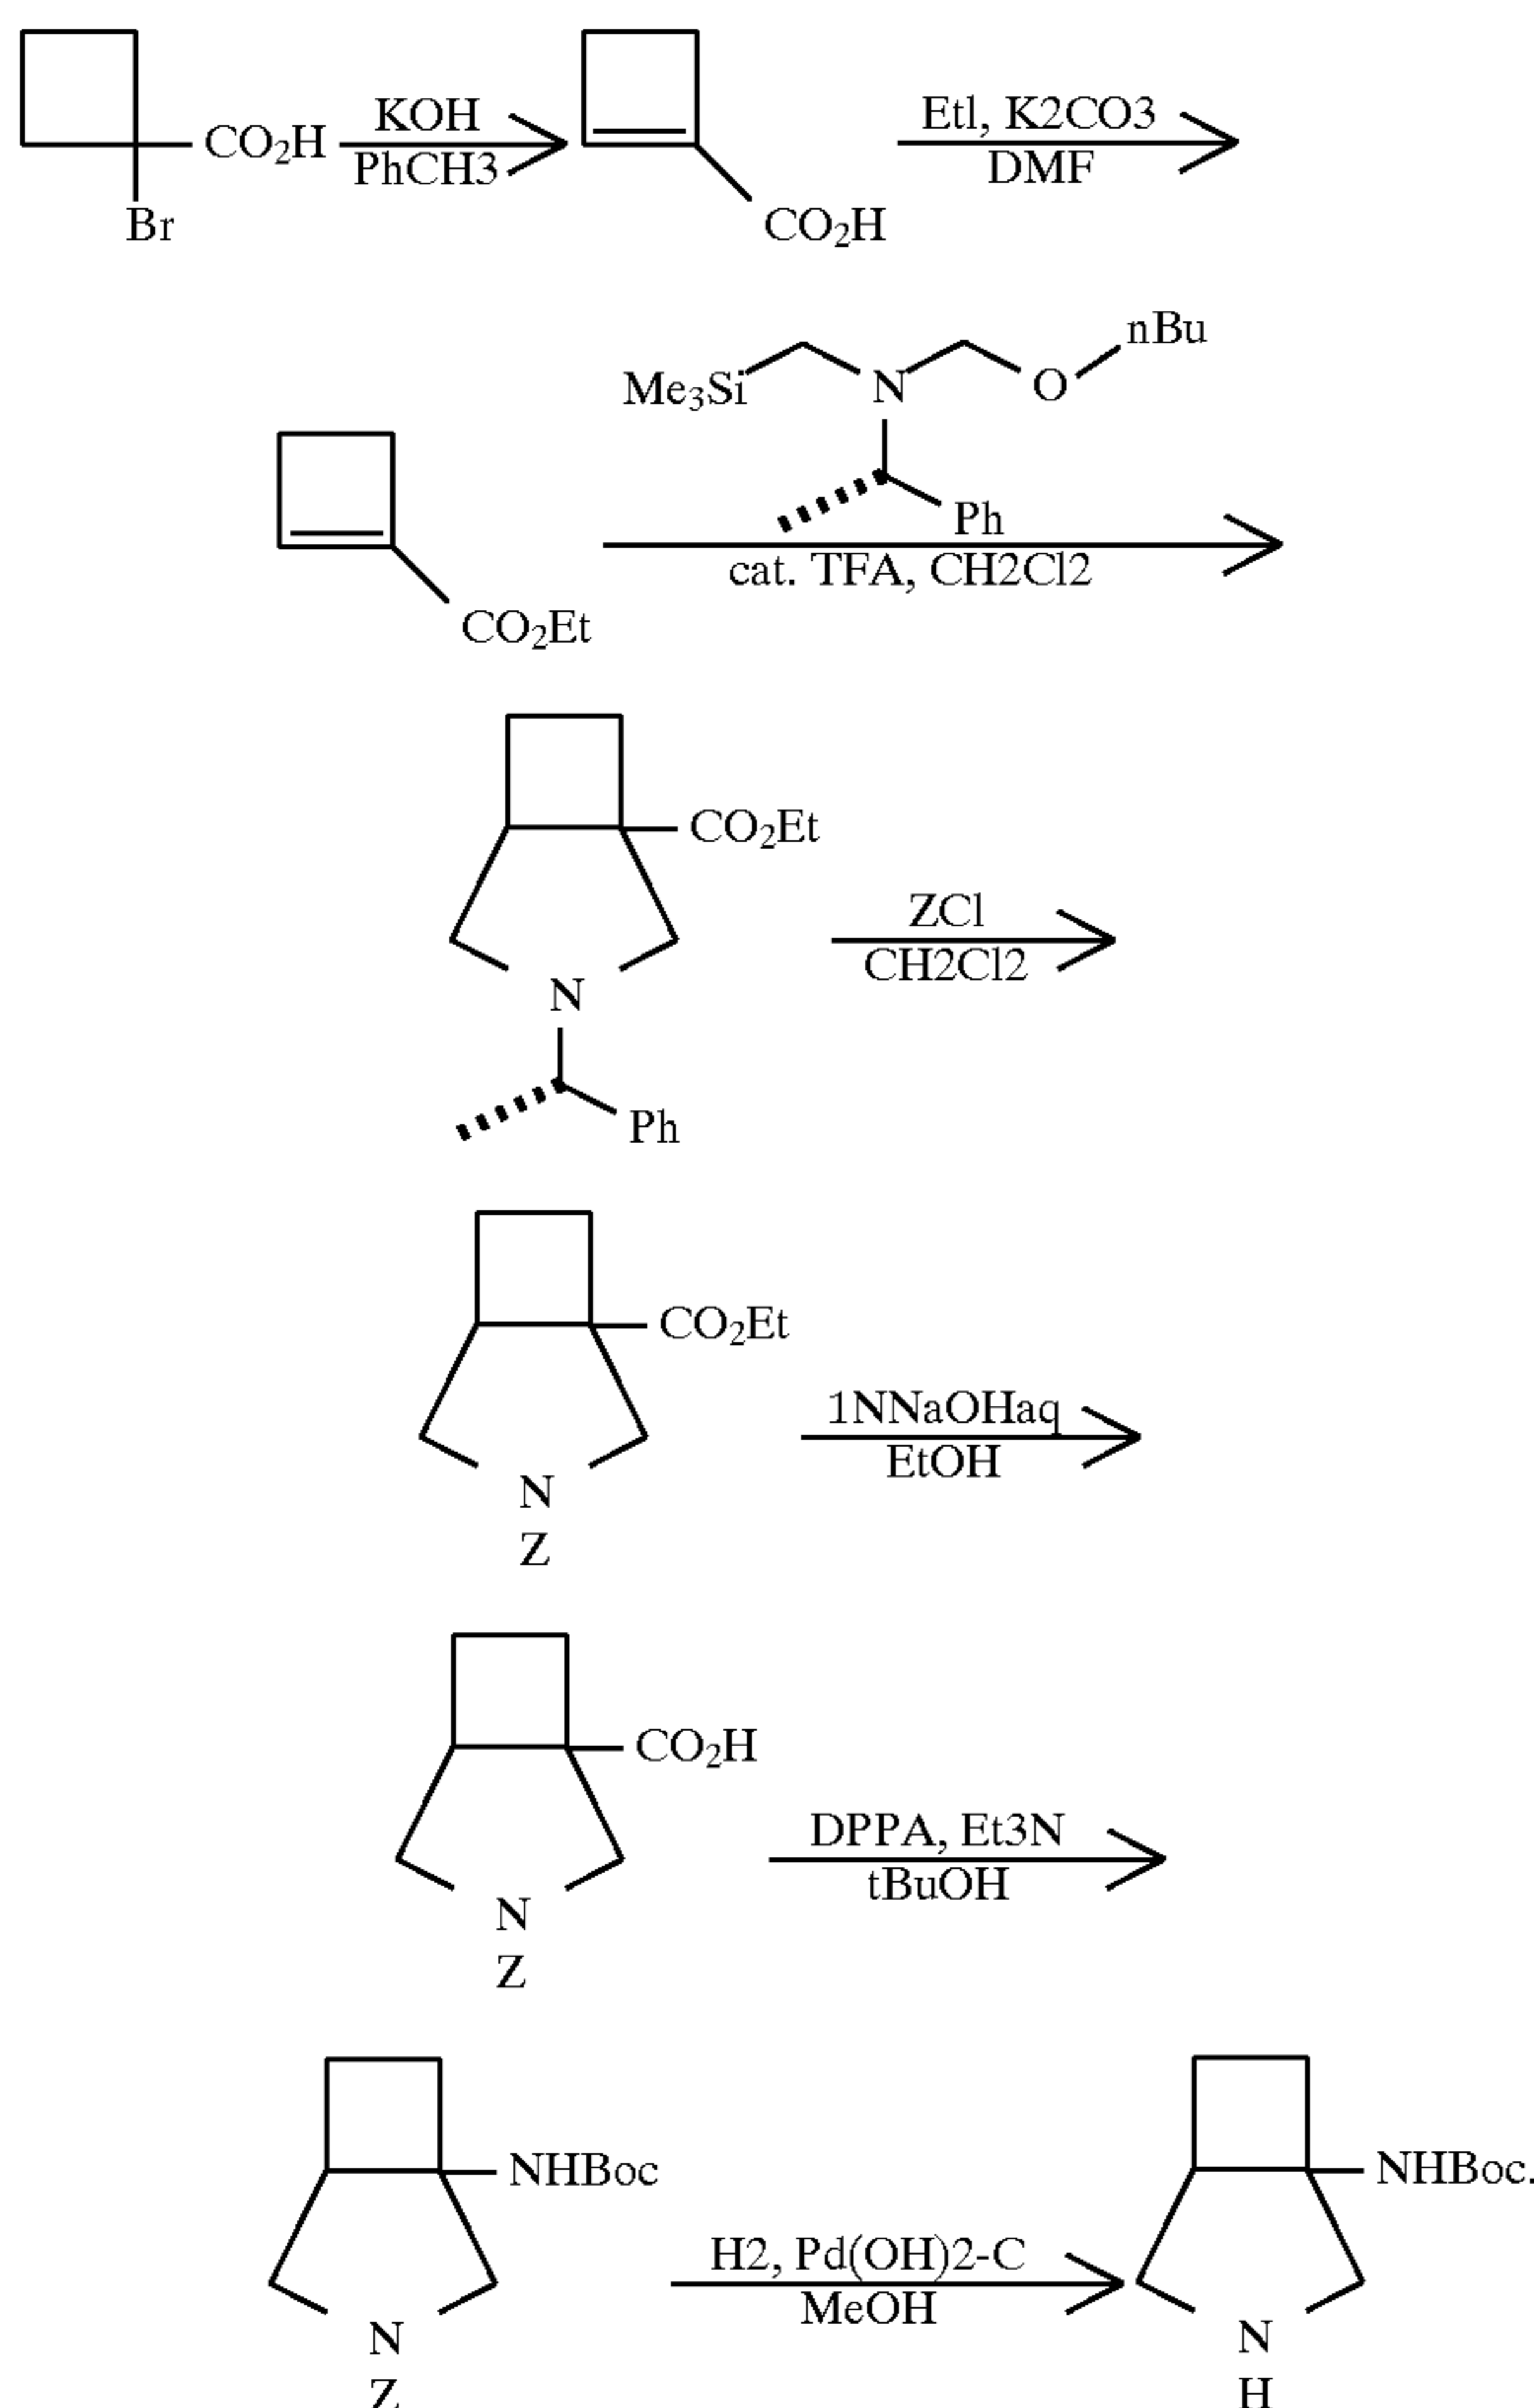 CO2H KOH PhCH3 CO2H EtI, K2CO3 DMF
Br
Me3Si N O nBu
Ph
cat. TFA, CH2Cl2
CO2Et
CO2Et
ZCl
CH2Cl2
N
Ph
CO2Et
1NNaOHaq
EtOH
N
Z
CO2H
DPPA, Et3N
tBuOH
N
Z
NHBoc NHBoc.
H2, Pd(OH)2-C
MeOH
N N
Z H